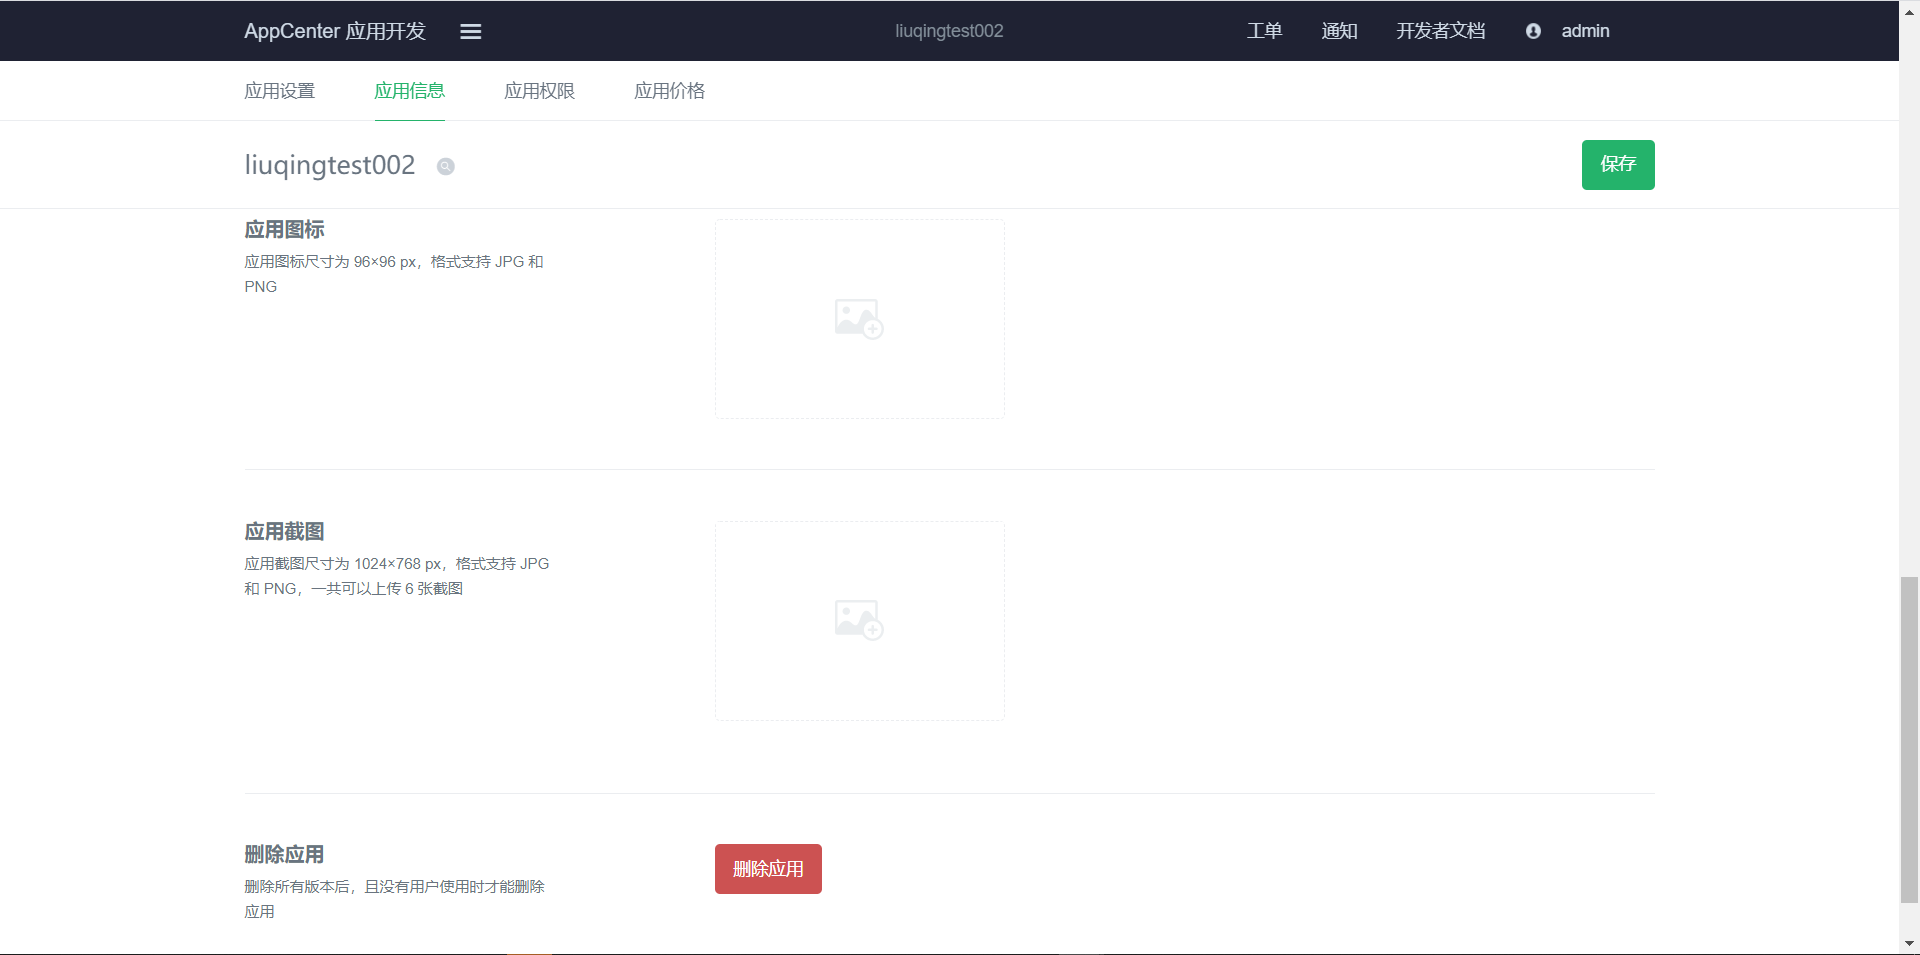 AppCenter 应用开发
liuqingtest002
工单
通知
开发者文档
admin
应用设置
应用信息
应用权限
应用价格
liuqingtest002
保存
应用图标
应用图标尺寸为 96×96 px，格式支持 JPG 和
PNG
应用截图
应用截图尺寸为 1024×768 px，格式支持 JPG
和 PNG，一共可以上传 6 张截图
删除应用
删除所有版本后，且没有用户使用时才能删除
应用
删除应用